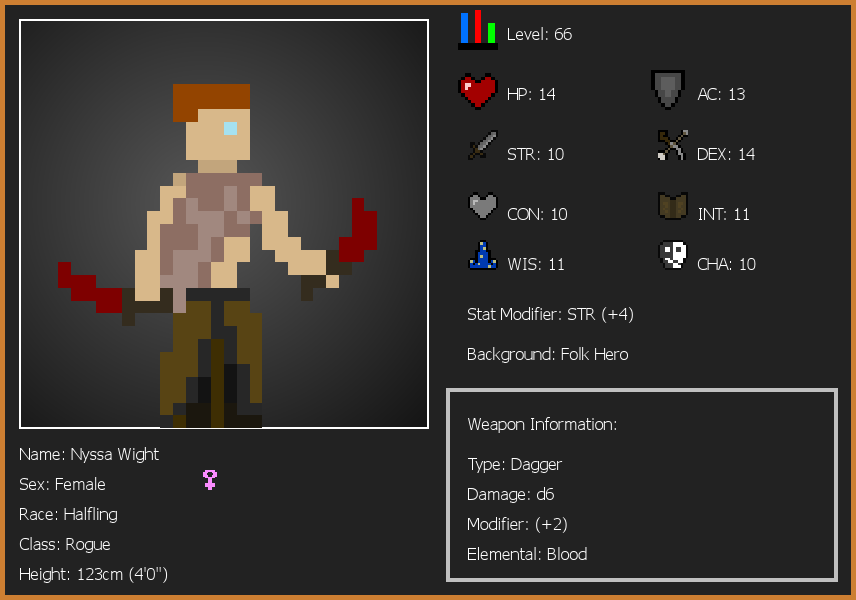 Level: 66
HP: 14
AC: 13
STR: 10
DEX: 14
CON: 10
INT: 11
WIS: 11
CHA: 10
Stat Modifier: STR (+4)
Background: Folk Hero
Weapon Information:
Type: Dagger
Damage: d6
Modifier: (+2)
Elemental: Blood
Name: Nyssa Wight
Sex: Female
Race: Halfling
Class: Rogue
Height: 123cm (4'0")